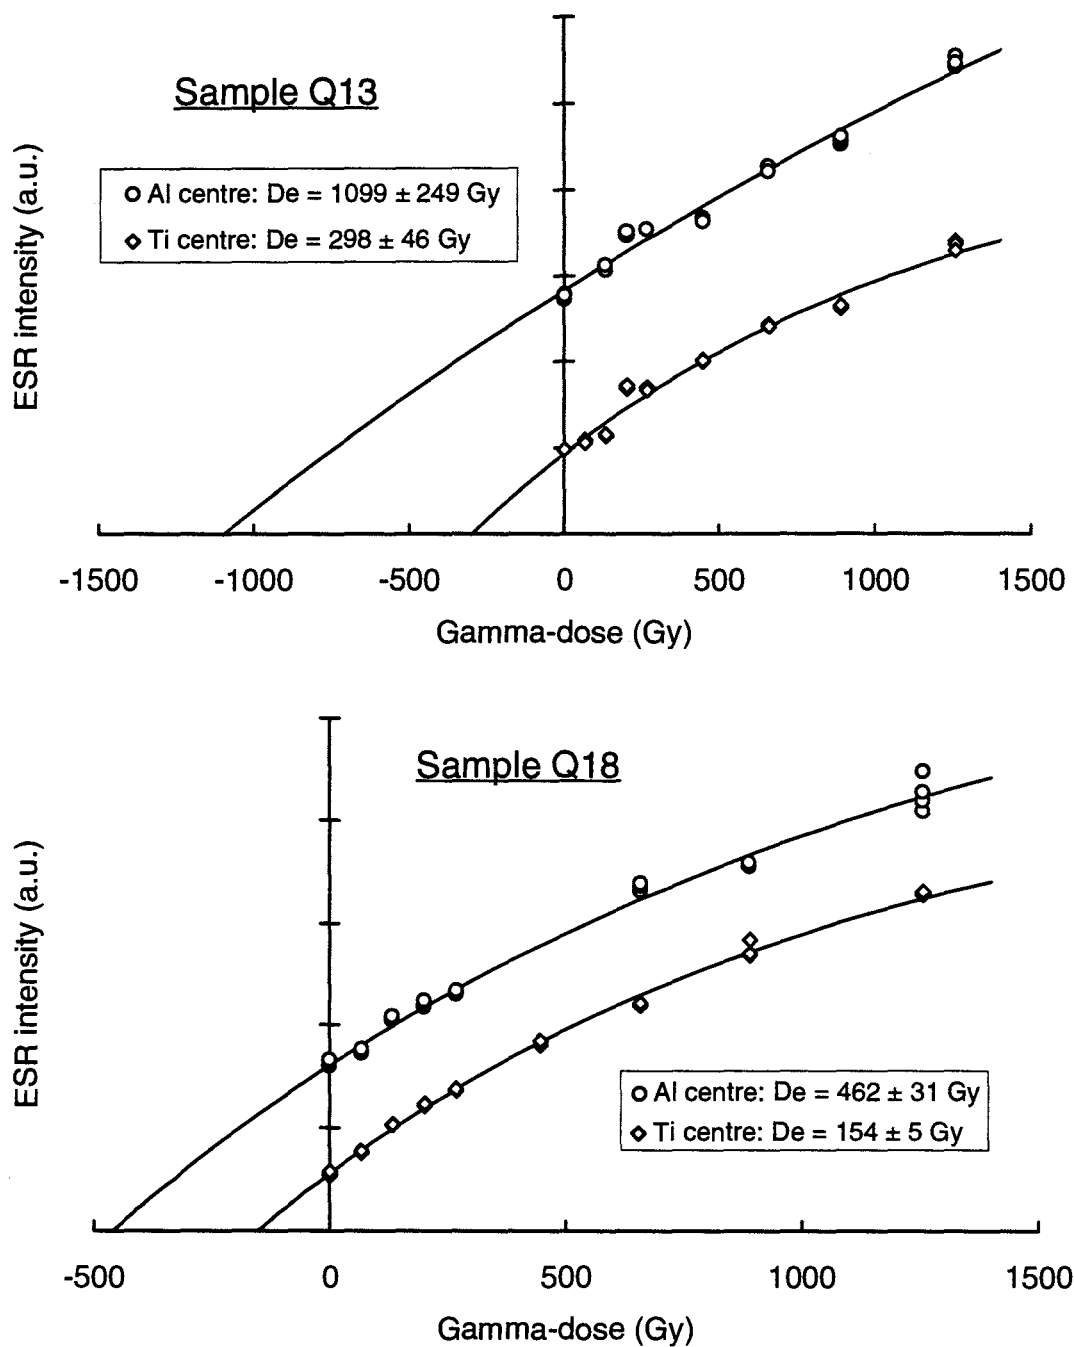 Sample Q13
Al centre: De = 1099 ± 249 Gy
Ti centre: De = 298 ± 46 Gy
ESR intensity (a.u.)
-1500 -1000 -500 0 500 1000 1500
Gamma-dose (Gy)
Sample Q18
ESR intensity (a.u.)
Al centre: De = 462 ± 31 Gy
Ti centre: De = 154 ± 5 Gy
-500 0 500 1000 1500
Gamma-dose (Gy)